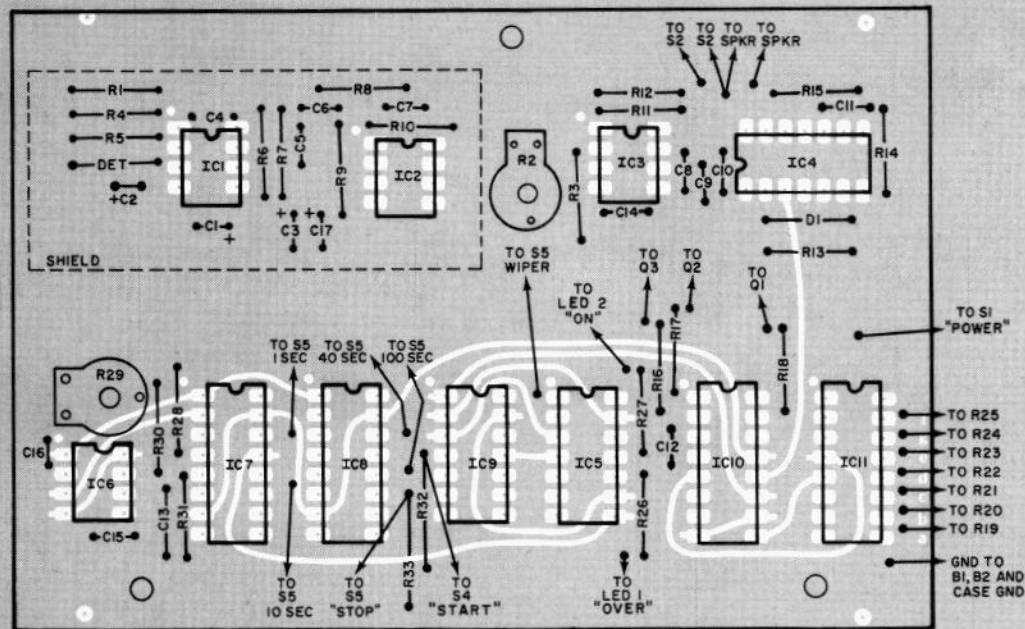 TO S2
TO S2
TO SPKR
TO SPKR
R1
R4
R5
DET
+C2
C4
IC1
C1
+
R6
R7
C6
C5
R8
C7
R10
R9
IC2
+
C3
+
C17
SHIELD
R2
R12
R11
IC3
R3
C14
C8
C9
C10
R15
C11
IC4
R14
D1
R13
TO S5
WIPER
TO
LED 2
"ON"
TO
Q3
TO
Q2
TO
Q1
TO S1
"POWER"
R29
C16
IC6
C15
R30
R28
C13
R31
IC7
TO S5
1 SEC
TO S5
40 SEC
TO S5
100 SEC
IC8
R32
R33
IC9
IC5
R27
R26
R16
R17
C12
IC10
R18
IC11
TO R25
TO R24
TO R23
TO R22
TO R21
TO R20
TO R19
TO
S5
10 SEC
TO
S5
"STOP"
TO
S4
"START"
TO
LED 1
"OVER"
GND TO
B1, B2 AND
CASE GND